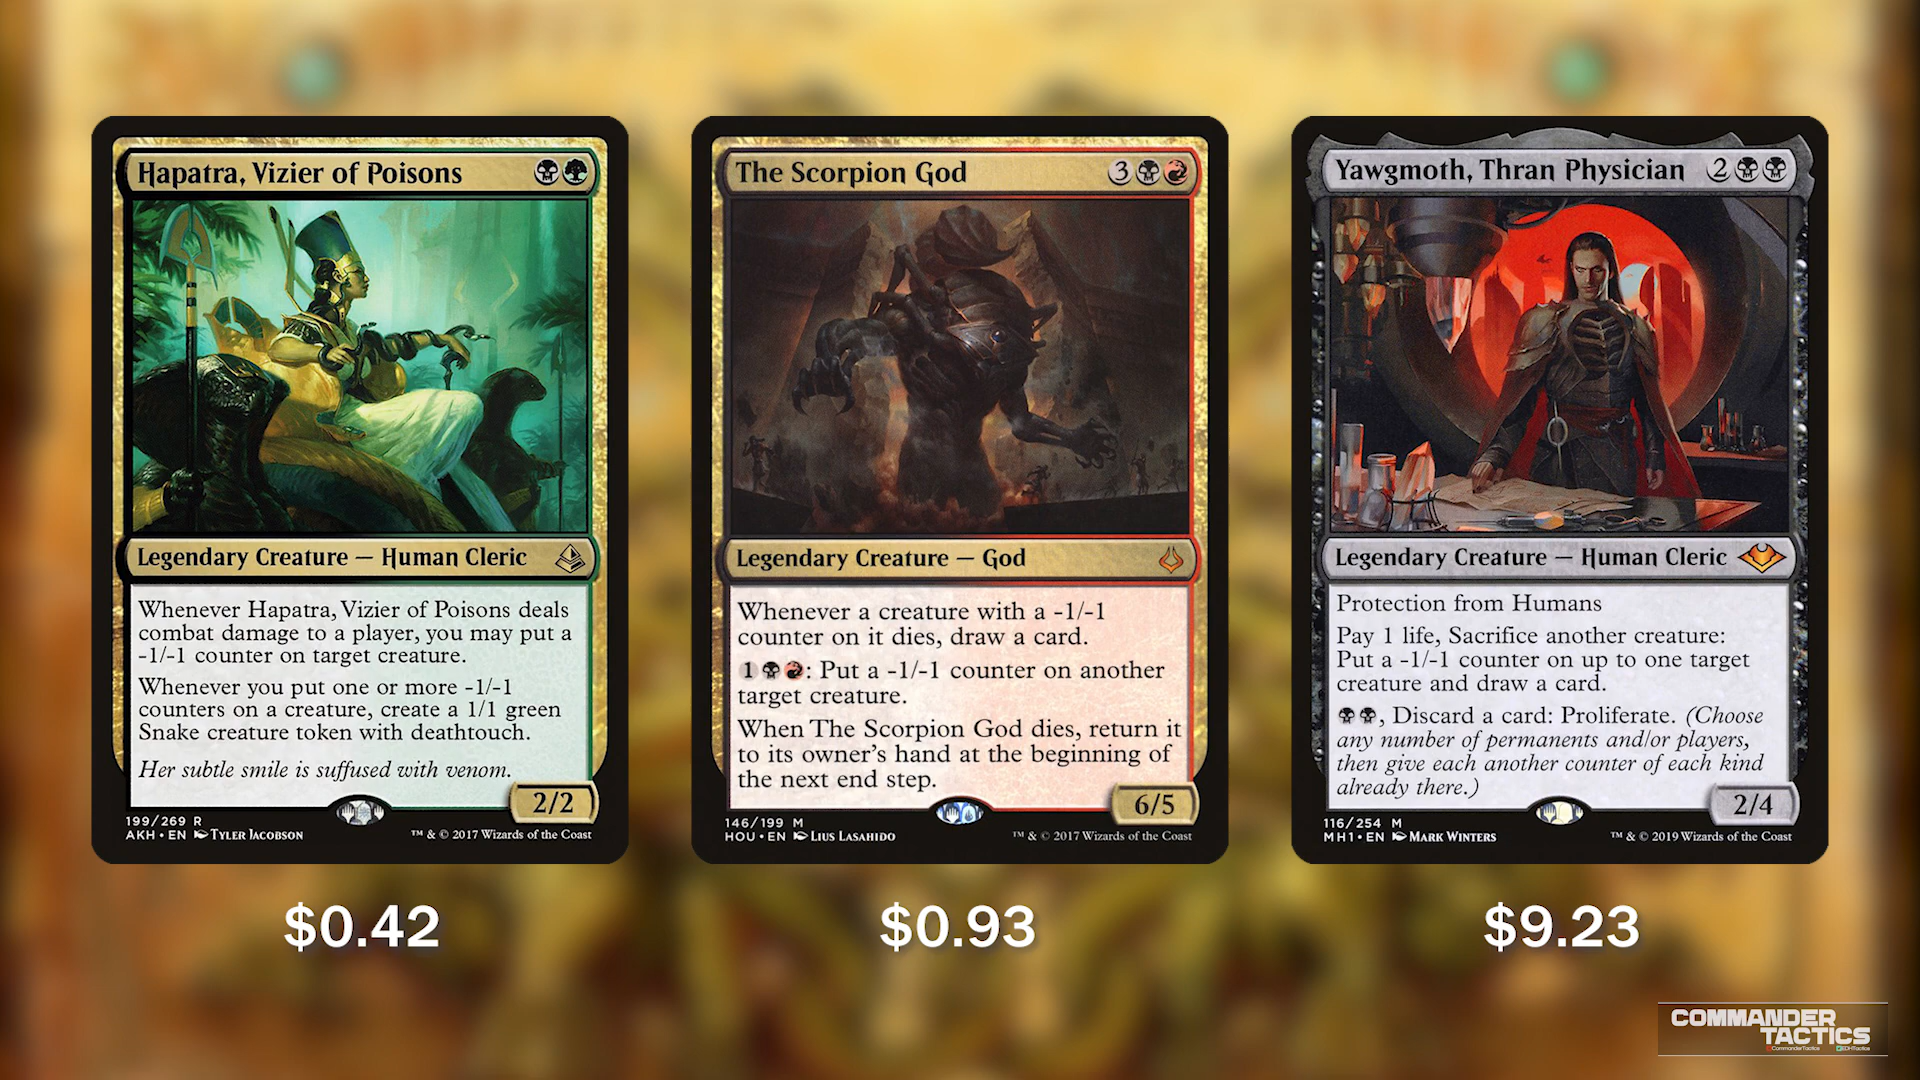 Hapatra, Vizier of Poisons
Legendary Creature — Human Cleric
Whenever Hapatra, Vizier of Poisons deals
combat damage to a player, you may put a
-1/-1 counter on target creature.
Whenever you put one or more -1/-1
counters on a creature, create a 1/1 green
Snake creature token with deathtouch.
Her subtle smile is suffused with venom.
2/2
199/269 R
AKH • EN Tyler Jacobson
™ & © 2017 Wizards of the Coast
$0.42
The Scorpion God 3
Legendary Creature — God
Whenever a creature with a -1/-1
counter on it dies, draw a card.
1: Put a -1/-1 counter on another
target creature.
When The Scorpion God dies, return it
to its owner's hand at the beginning of
the next end step.
6/5
146/199 M
HOU • EN Lius Lasahido
™ & © 2017 Wizards of the Coast
$0.93
Yawgmoth, Thran Physician 2
Legendary Creature — Human Cleric
Protection from Humans
Pay 1 life, Sacrifice another creature:
Put a -1/-1 counter on up to one target
creature and draw a card.
, Discard a card: Proliferate. (Choose
any number of permanents and/or players,
then give each another counter of each kind
already there.)
2/4
116/254 M
MH1 • EN Mark Winters
™ & © 2019 Wizards of the Coast
$9.23
COMMANDER
TACTICS